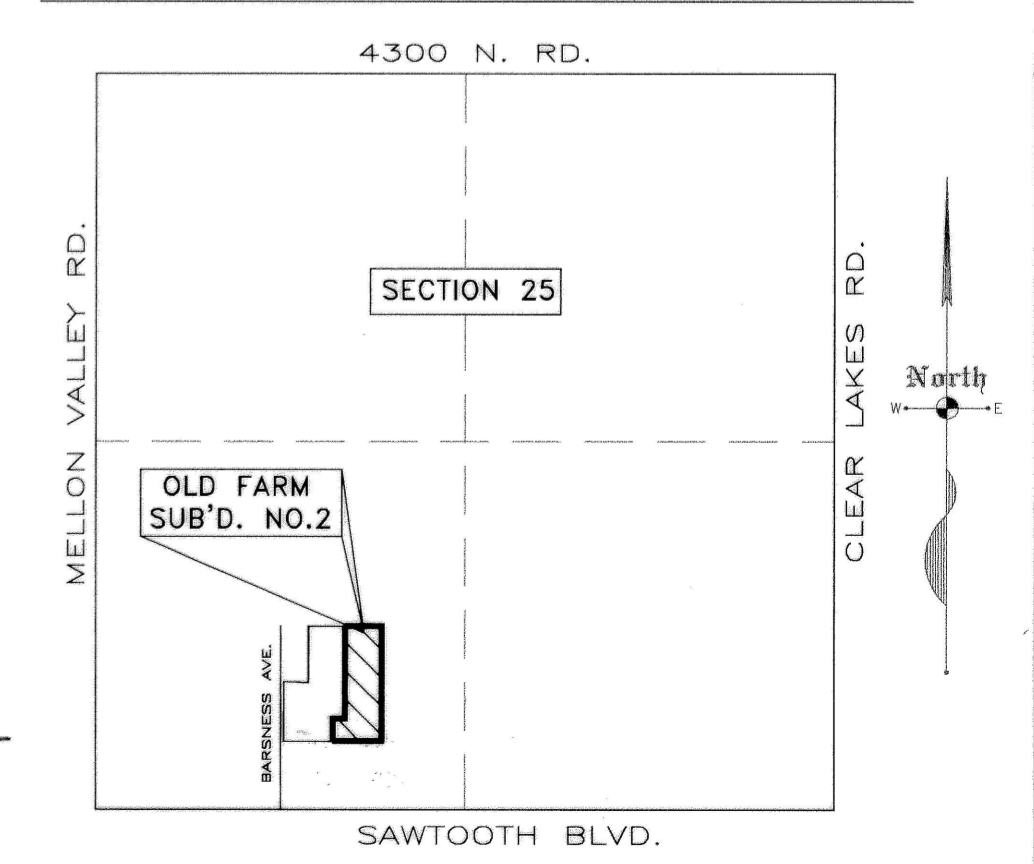 4300 N. RD.
MELLON VALLEY RD.
SECTION 25
CLEAR LAKES RD.
North
W E
OLD FARM
SUB'D. NO.2
BARSNESS AVE.
SAWTOOTH BLVD.